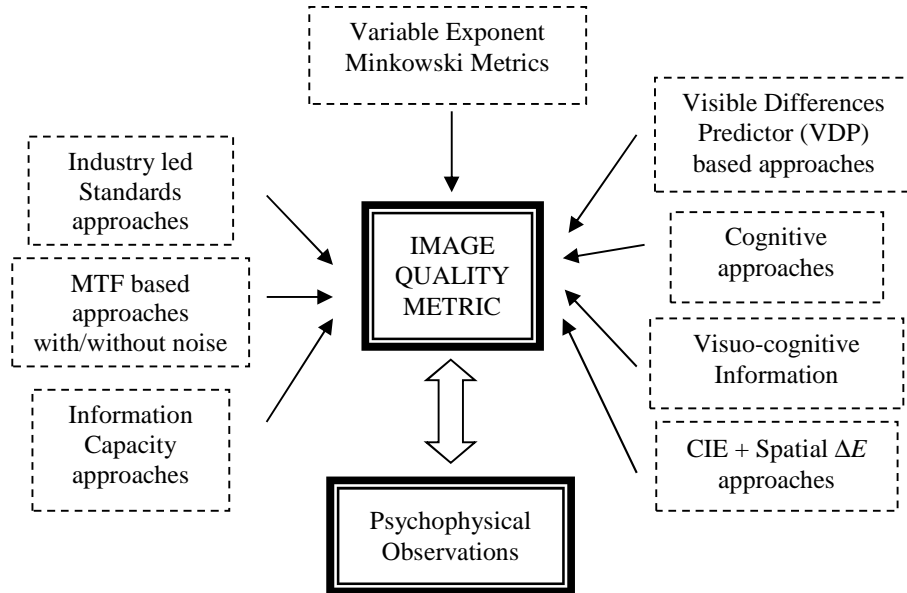 Variable Exponent
Minkowski Metrics
Visible Differences
Predictor (VDP)
based approaches
Industry led
Standards
approaches
IMAGE
QUALITY
METRIC
Cognitive
approaches
MTF based
approaches
with/without noise
Visuo-cognitive
Information
Information
Capacity
approaches
CIE + Spatial ΔE
approaches
Psychophysical
Observations